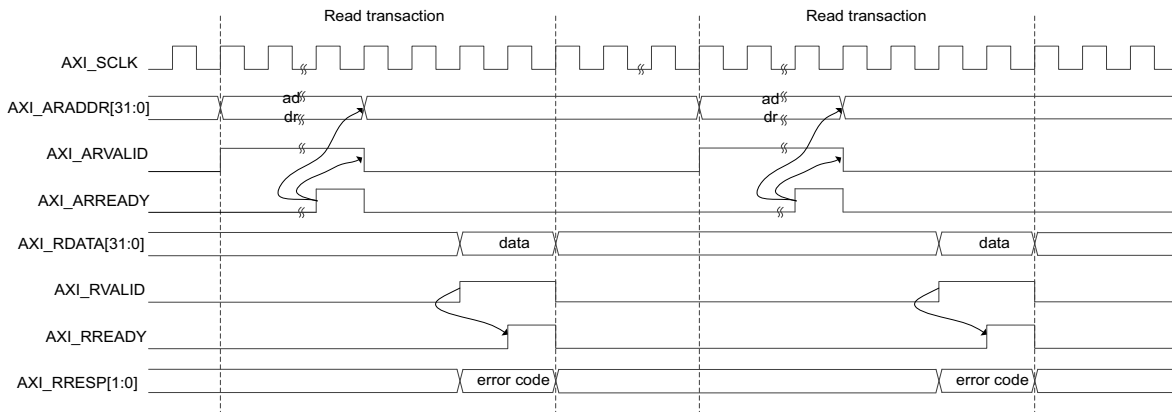 Read transaction Read transaction
AXI_SCLK
AXI_ARADDR[31:0] ad ad
dr dr
AXI_ARVALID
AXI_ARREADY
AXI_RDATA[31:0] data data
AXI_RVALID
AXI_RREADY
AXI_RRESP[1:0] error code error code